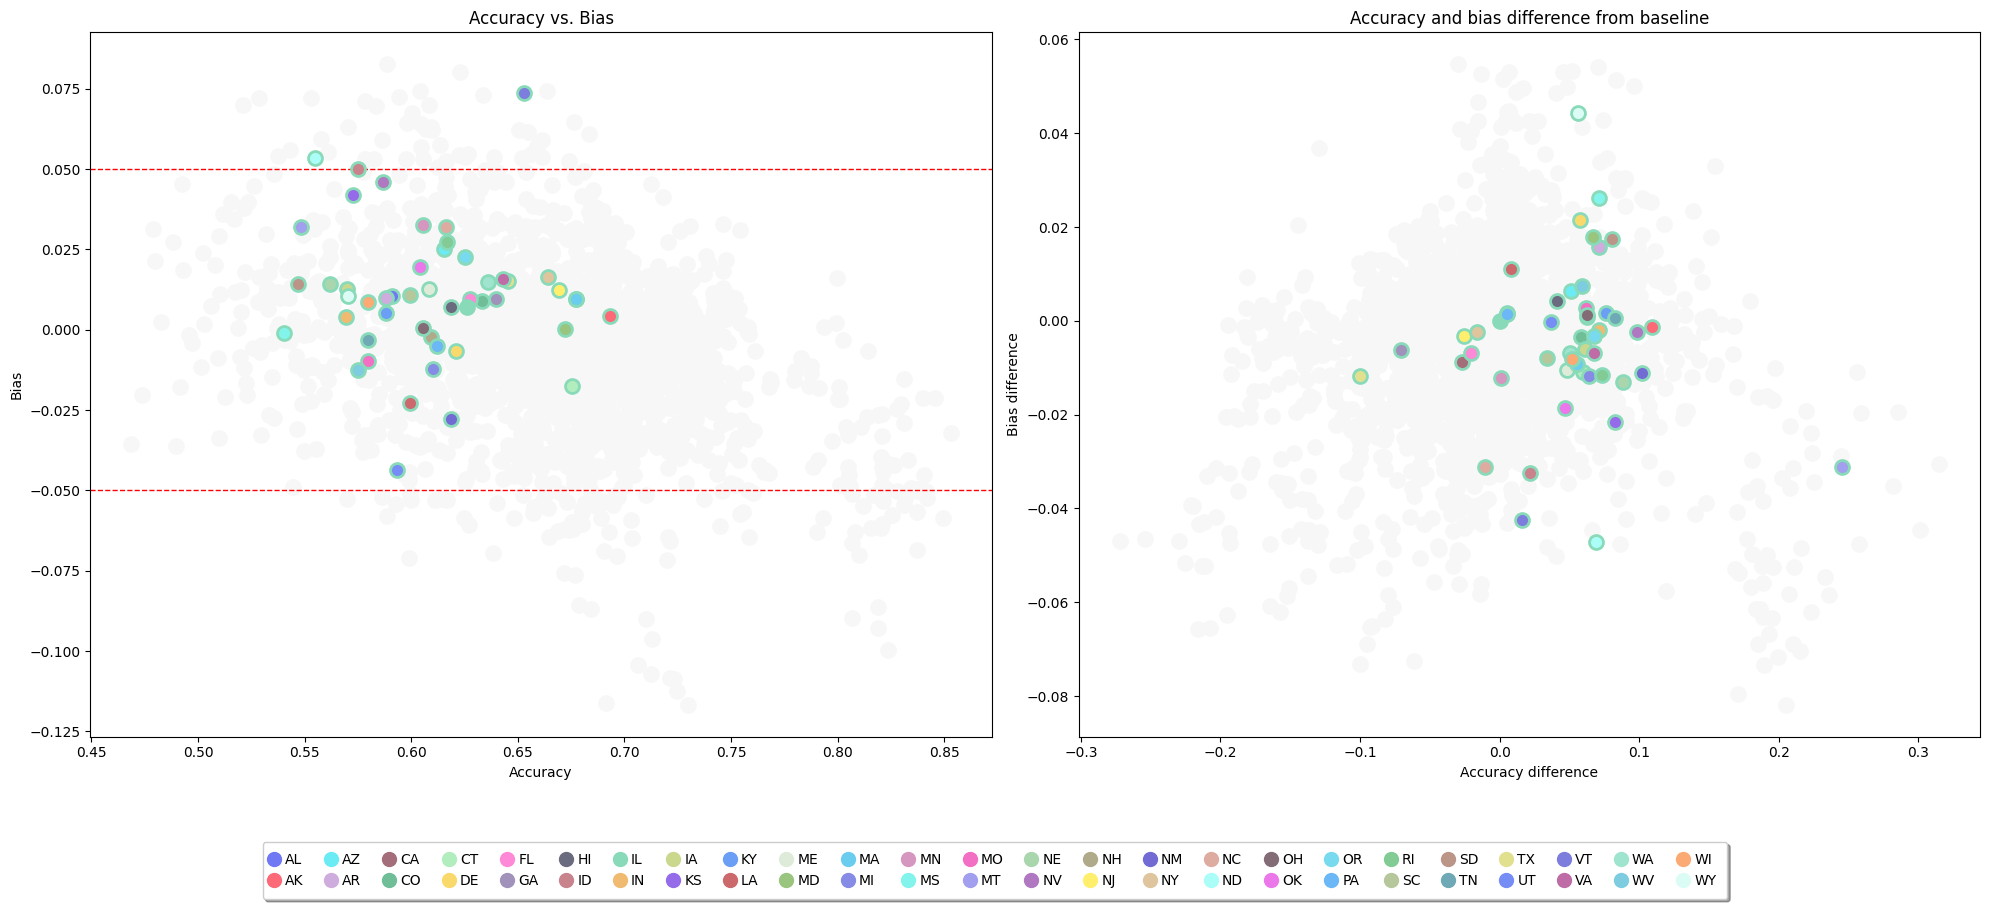 Accuracy vs. Bias
0.075
0.050
0.025
0.000
−0.025
−0.050
−0.075
−0.100
−0.125
Bias
0.45 0.50 0.55 0.60 0.65 0.70 0.75 0.80 0.85
Accuracy
Accuracy and bias difference from baseline
0.06
0.04
0.02
0.00
−0.02
−0.04
−0.06
−0.08
Bias difference
−0.3 −0.2 −0.1 0.0 0.1 0.2 0.3
Accuracy difference
AL AZ CA CT FL HI IL IA KY ME MA MN MO NE NH NM NC OH OR RI SD TX VT WA WI
AK AR CO DE GA ID IN KS LA MD MI MS MT NV NJ NY ND OK PA SC TN UT VA WV WY